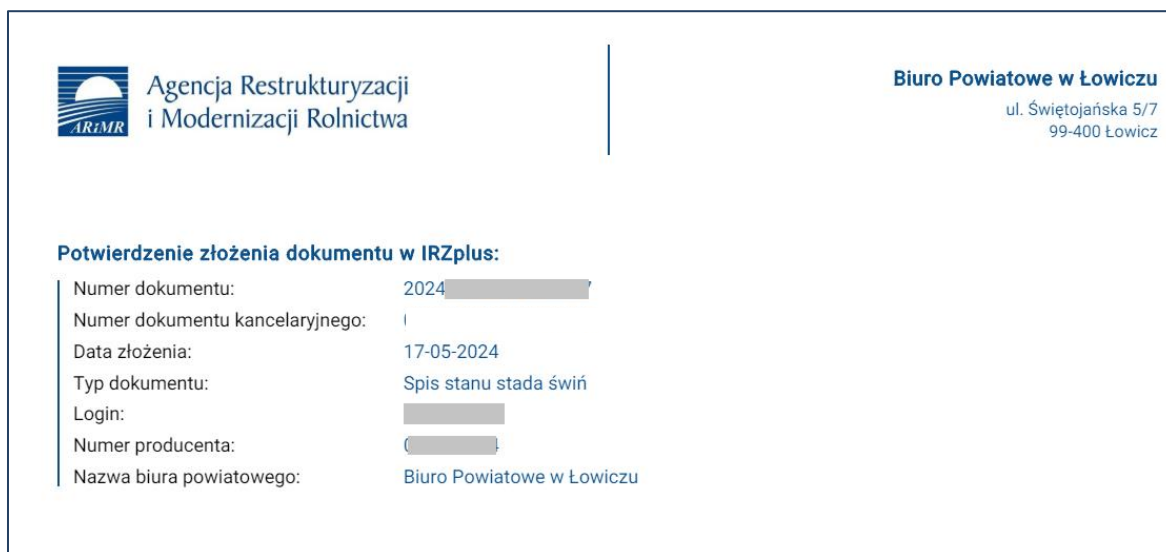 Agencja Restrukturyzacji
i Modernizacji Rolnictwa
ARiMR
Biuro Powiatowe w Łowiczu
ul. Świętojańska 5/7
99-400 Łowicz
Potwierdzenie złożenia dokumentu w IRZplus:
Numer dokumentu: 2024
Numer dokumentu kancelaryjnego:
Data złożenia: 17-05-2024
Typ dokumentu: Spis stanu stada świń
Login:
Numer producenta:
Nazwa biura powiatowego: Biuro Powiatowe w Łowiczu